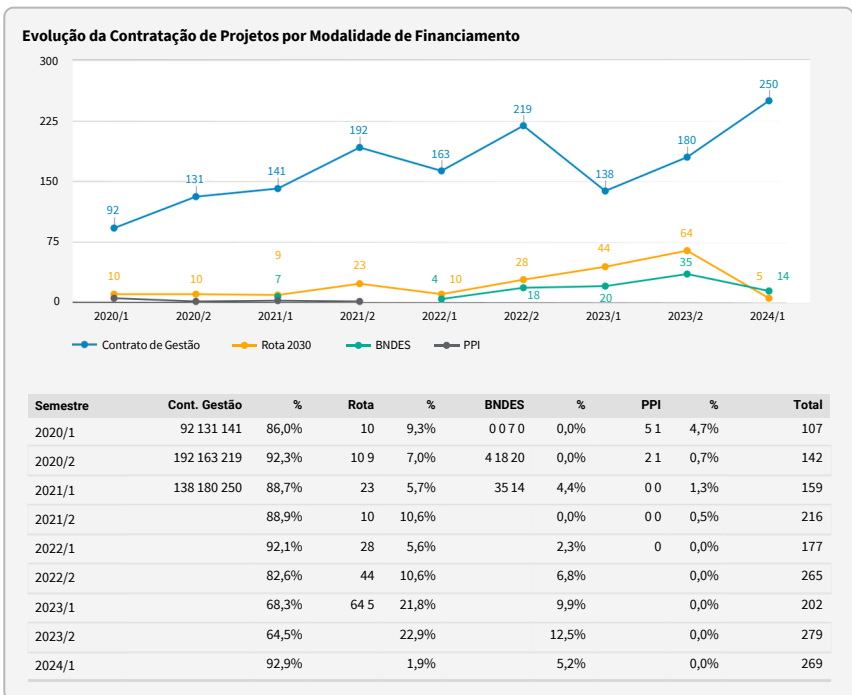 Evolução da Contratação de Projetos por Modalidade de Financiamento
300
225
150
75
0
92
131
141
192
163
219
138
180
250
10
10
9
23
10
28
44
64
5
7
4
18
20
35
14
2020/1 2020/2 2021/1 2021/2 2022/1 2022/2 2023/1 2023/2 2024/1
Contrato de Gestão Rota 2030 BNDES PPI
Semestre Cont. Gestão % Rota % BNDES % PPI % Total
2020/1 92 131 141 86,0% 10 9,3% 0 0 7 0 0,0% 5 1 4,7% 107
2020/2 192 163 219 92,3% 10 9 7,0% 4 18 20 0,0% 2 1 0,7% 142
2021/1 138 180 250 88,7% 23 5,7% 35 14 4,4% 0 0 1,3% 159
2021/2 88,9% 10 10,6% 0,0% 0 0 0,5% 216
2022/1 92,1% 28 5,6% 2,3% 0 0,0% 177
2022/2 82,6% 44 10,6% 6,8% 0,0% 265
2023/1 68,3% 64 5 21,8% 9,9% 0,0% 202
2023/2 64,5% 22,9% 12,5% 0,0% 279
2024/1 92,9% 1,9% 5,2% 0,0% 269